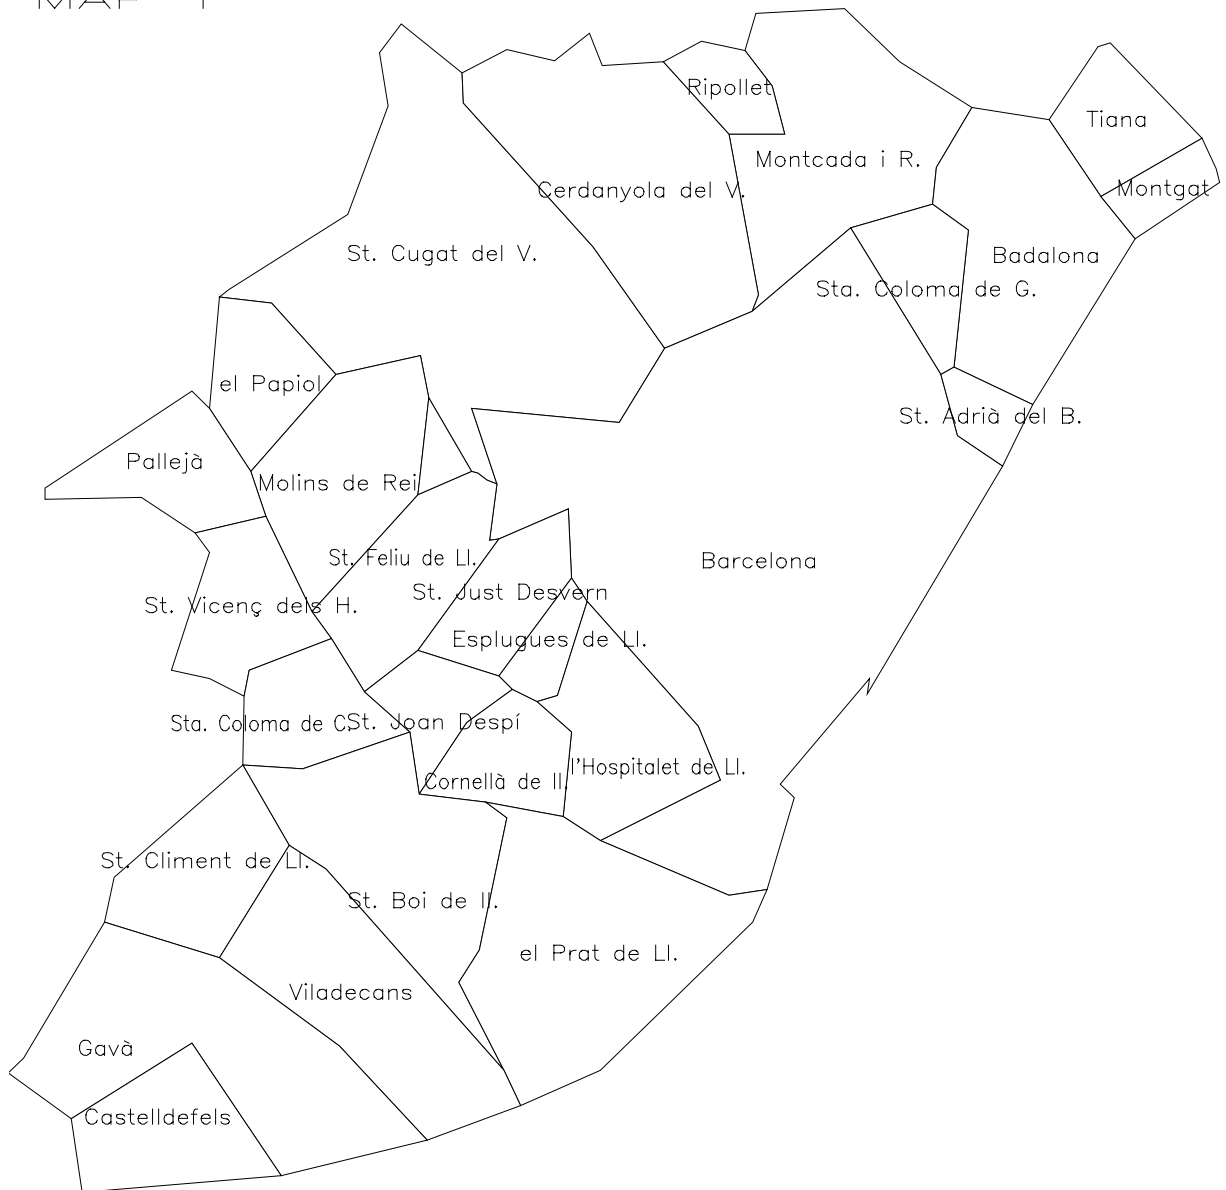 Ripollet
Tiana
Montcada i R.
Cerdanyola del V.
Montgat
St. Cugat del V.
Badalona
Sta. Coloma de G.
el Papiol
St. Adrià del B.
Pallejà
Molins de Rei
St. Feliu de Ll.
Barcelona
St. Just Desvern
St. Vicenç dels H.
Esplugues de Ll.
Sta. Coloma de C.
St. Joan Despí
l'Hospitalet de Ll.
Cornellà de ll.
St. Climent de Ll.
St. Boi de ll.
el Prat de Ll.
Viladecans
Gavà
Castelldefels